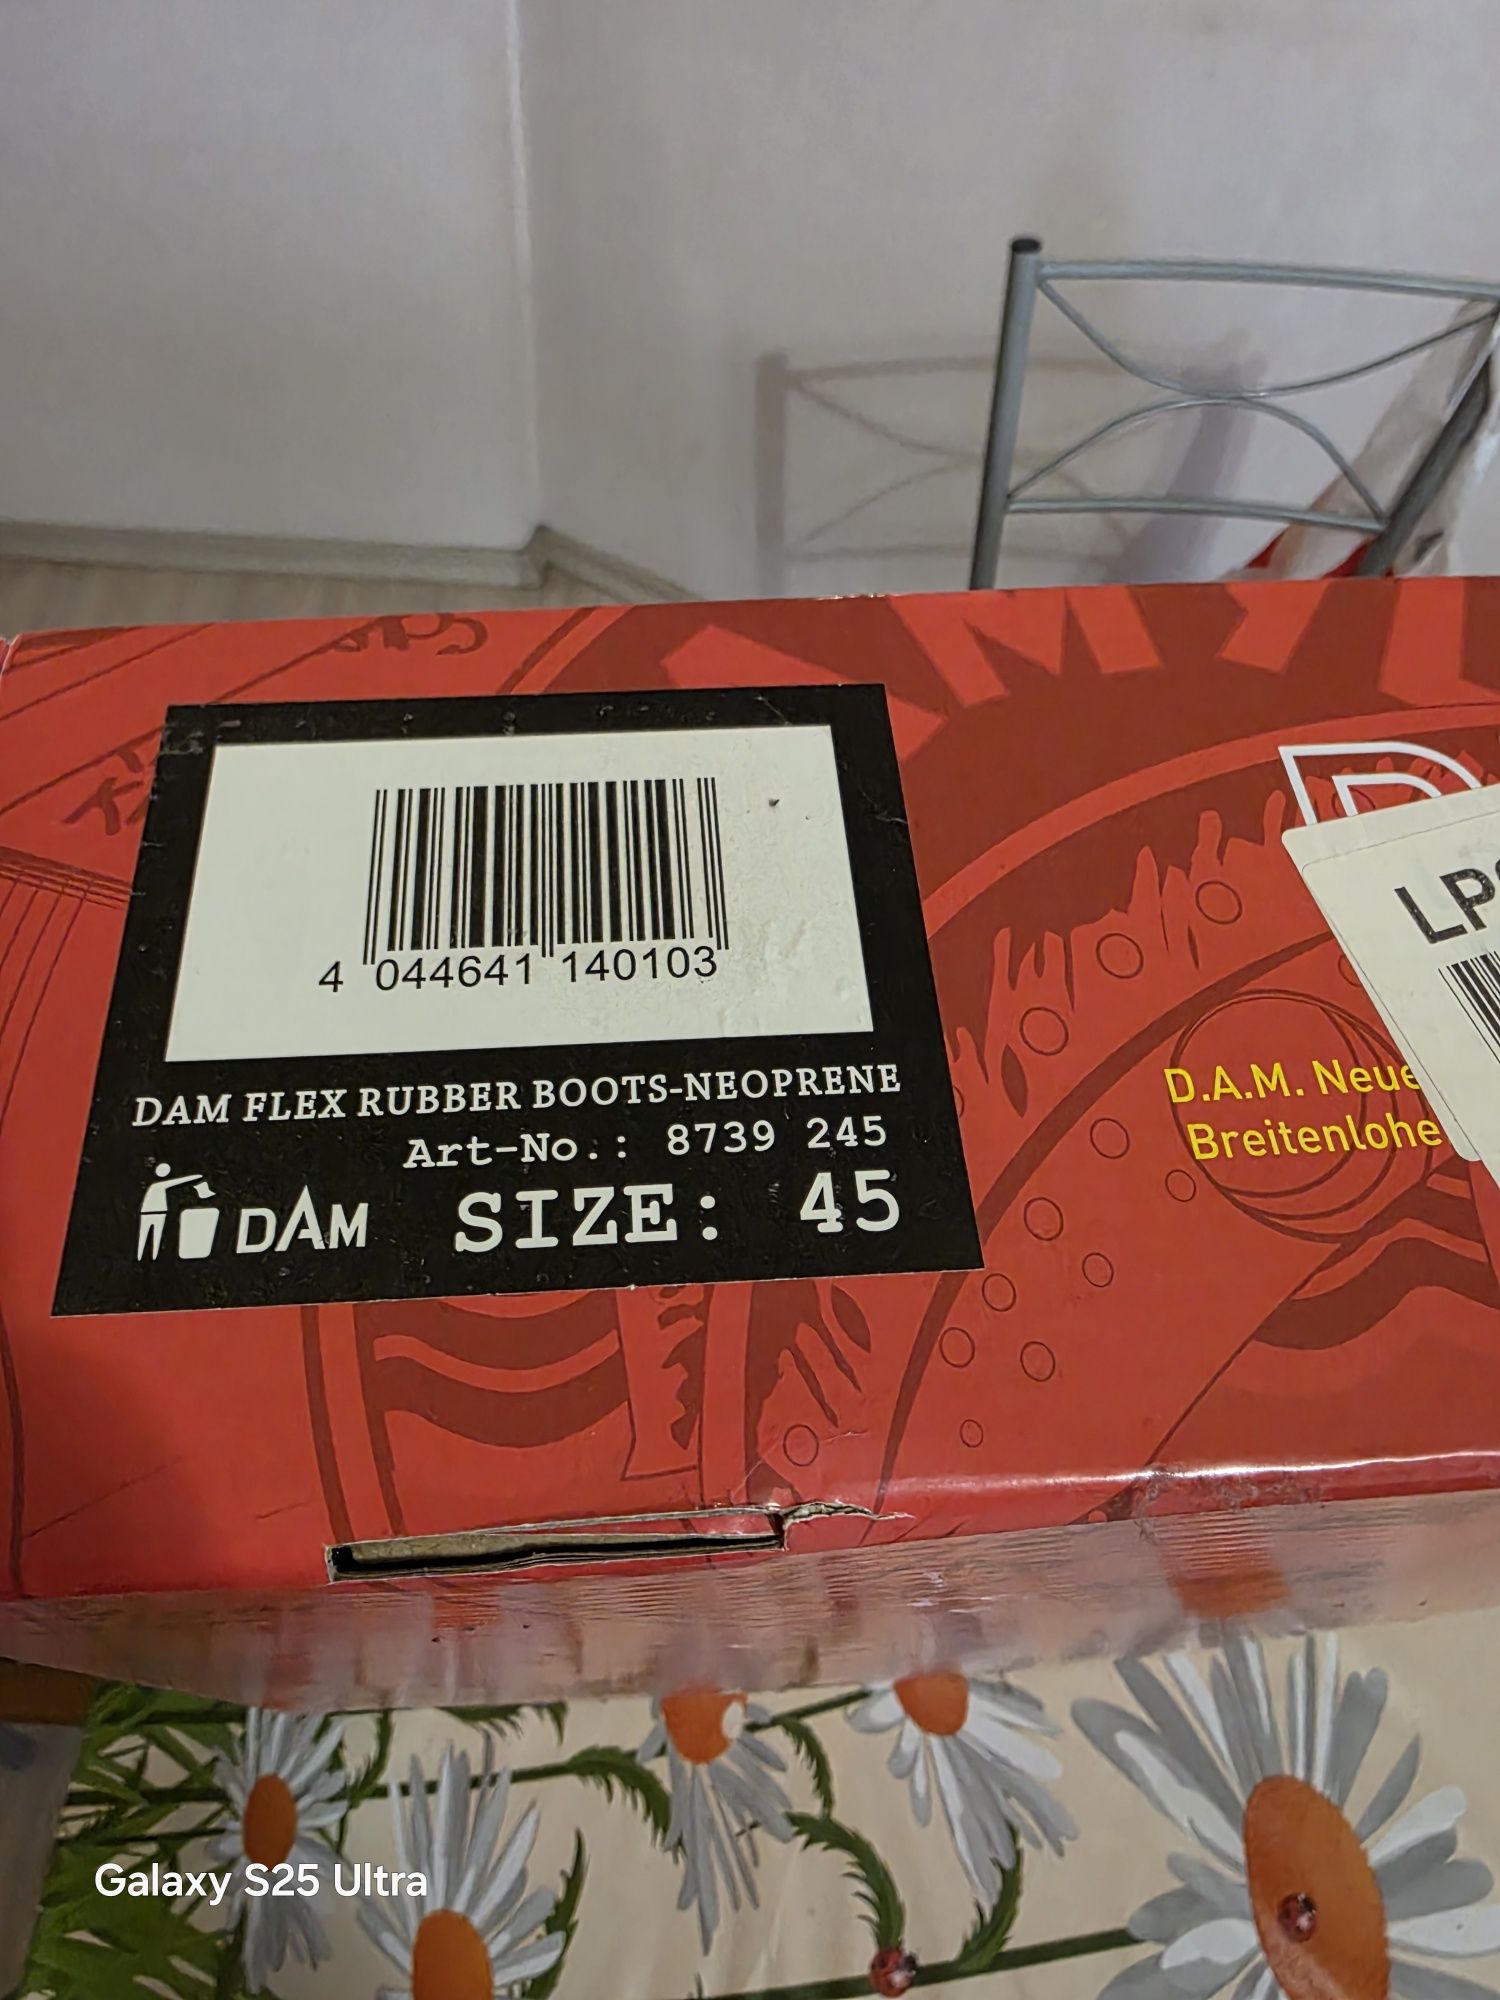 4 044641 140103
DAM FLEX RUBBER BOOTS-NEOPRENE
Art-No.: 8739 245
DAM SIZE: 45
D.A.M. Neue
Breitenlohe
Galaxy S25 Ultra